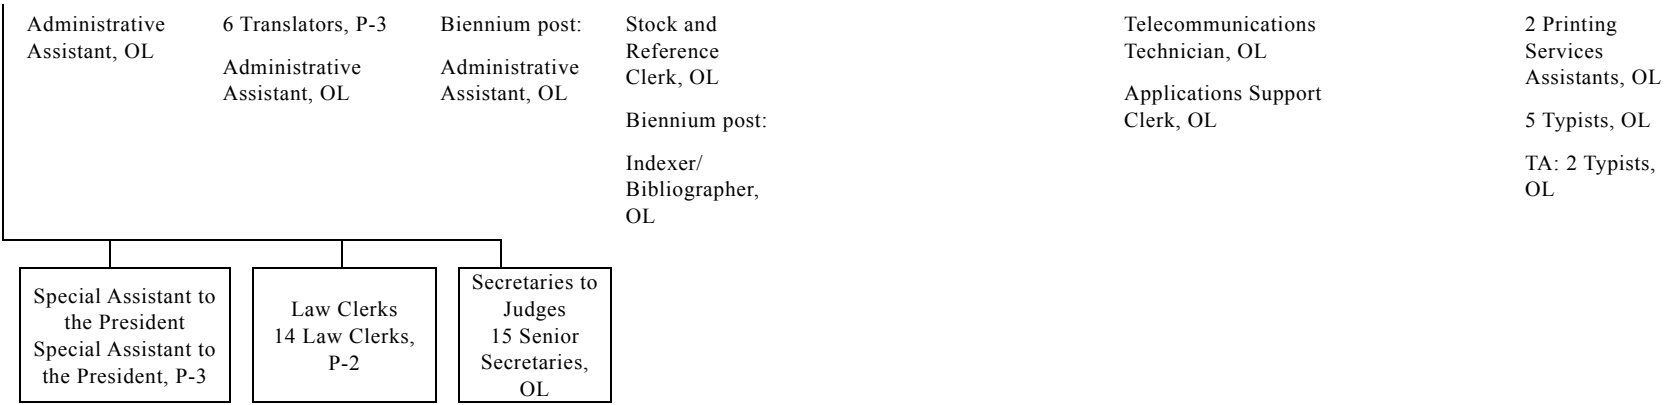 Administrative
Assistant, OL
6 Translators, P-3
Administrative
Assistant, OL
Biennium post:
Administrative
Assistant, OL
Stock and
Reference
Clerk, OL
Biennium post:
Indexer/
Bibliographer,
OL
Telecommunications
Technician, OL
Applications Support
Clerk, OL
2 Printing
Services
Assistants, OL
5 Typists, OL
TA: 2 Typists,
OL
Special Assistant to
the President
Special Assistant to
the President, P-3
Law Clerks
14 Law Clerks,
P-2
Secretaries to
Judges
15 Senior
Secretaries,
OL